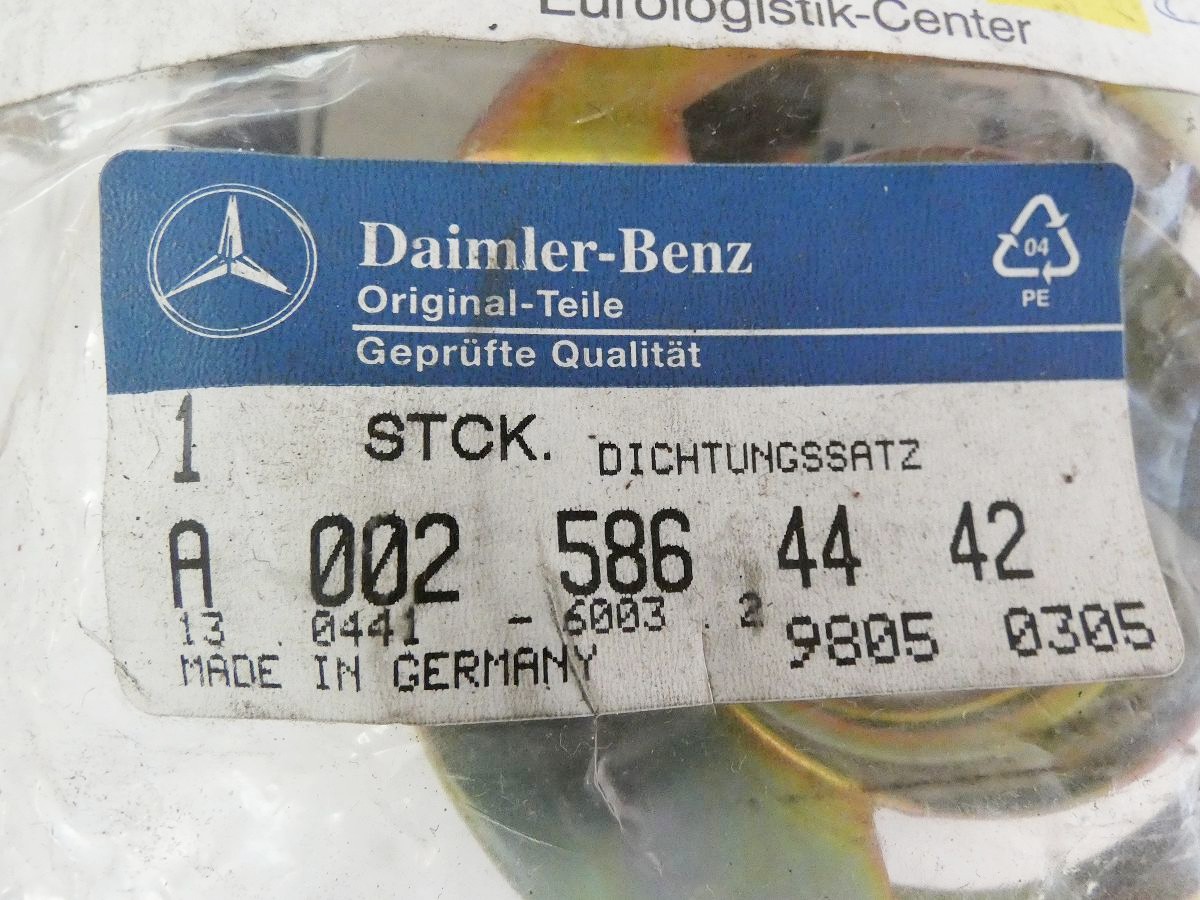 Eurologistik-Center
Daimler-Benz
Original-Teile
Geprüfte Qualität
04
PE
1 STCK. DICHTUNGSSATZ
A 002 586 44 42
13 . 0441 - 6003 . 2 9805 0305
MADE IN GERMANY